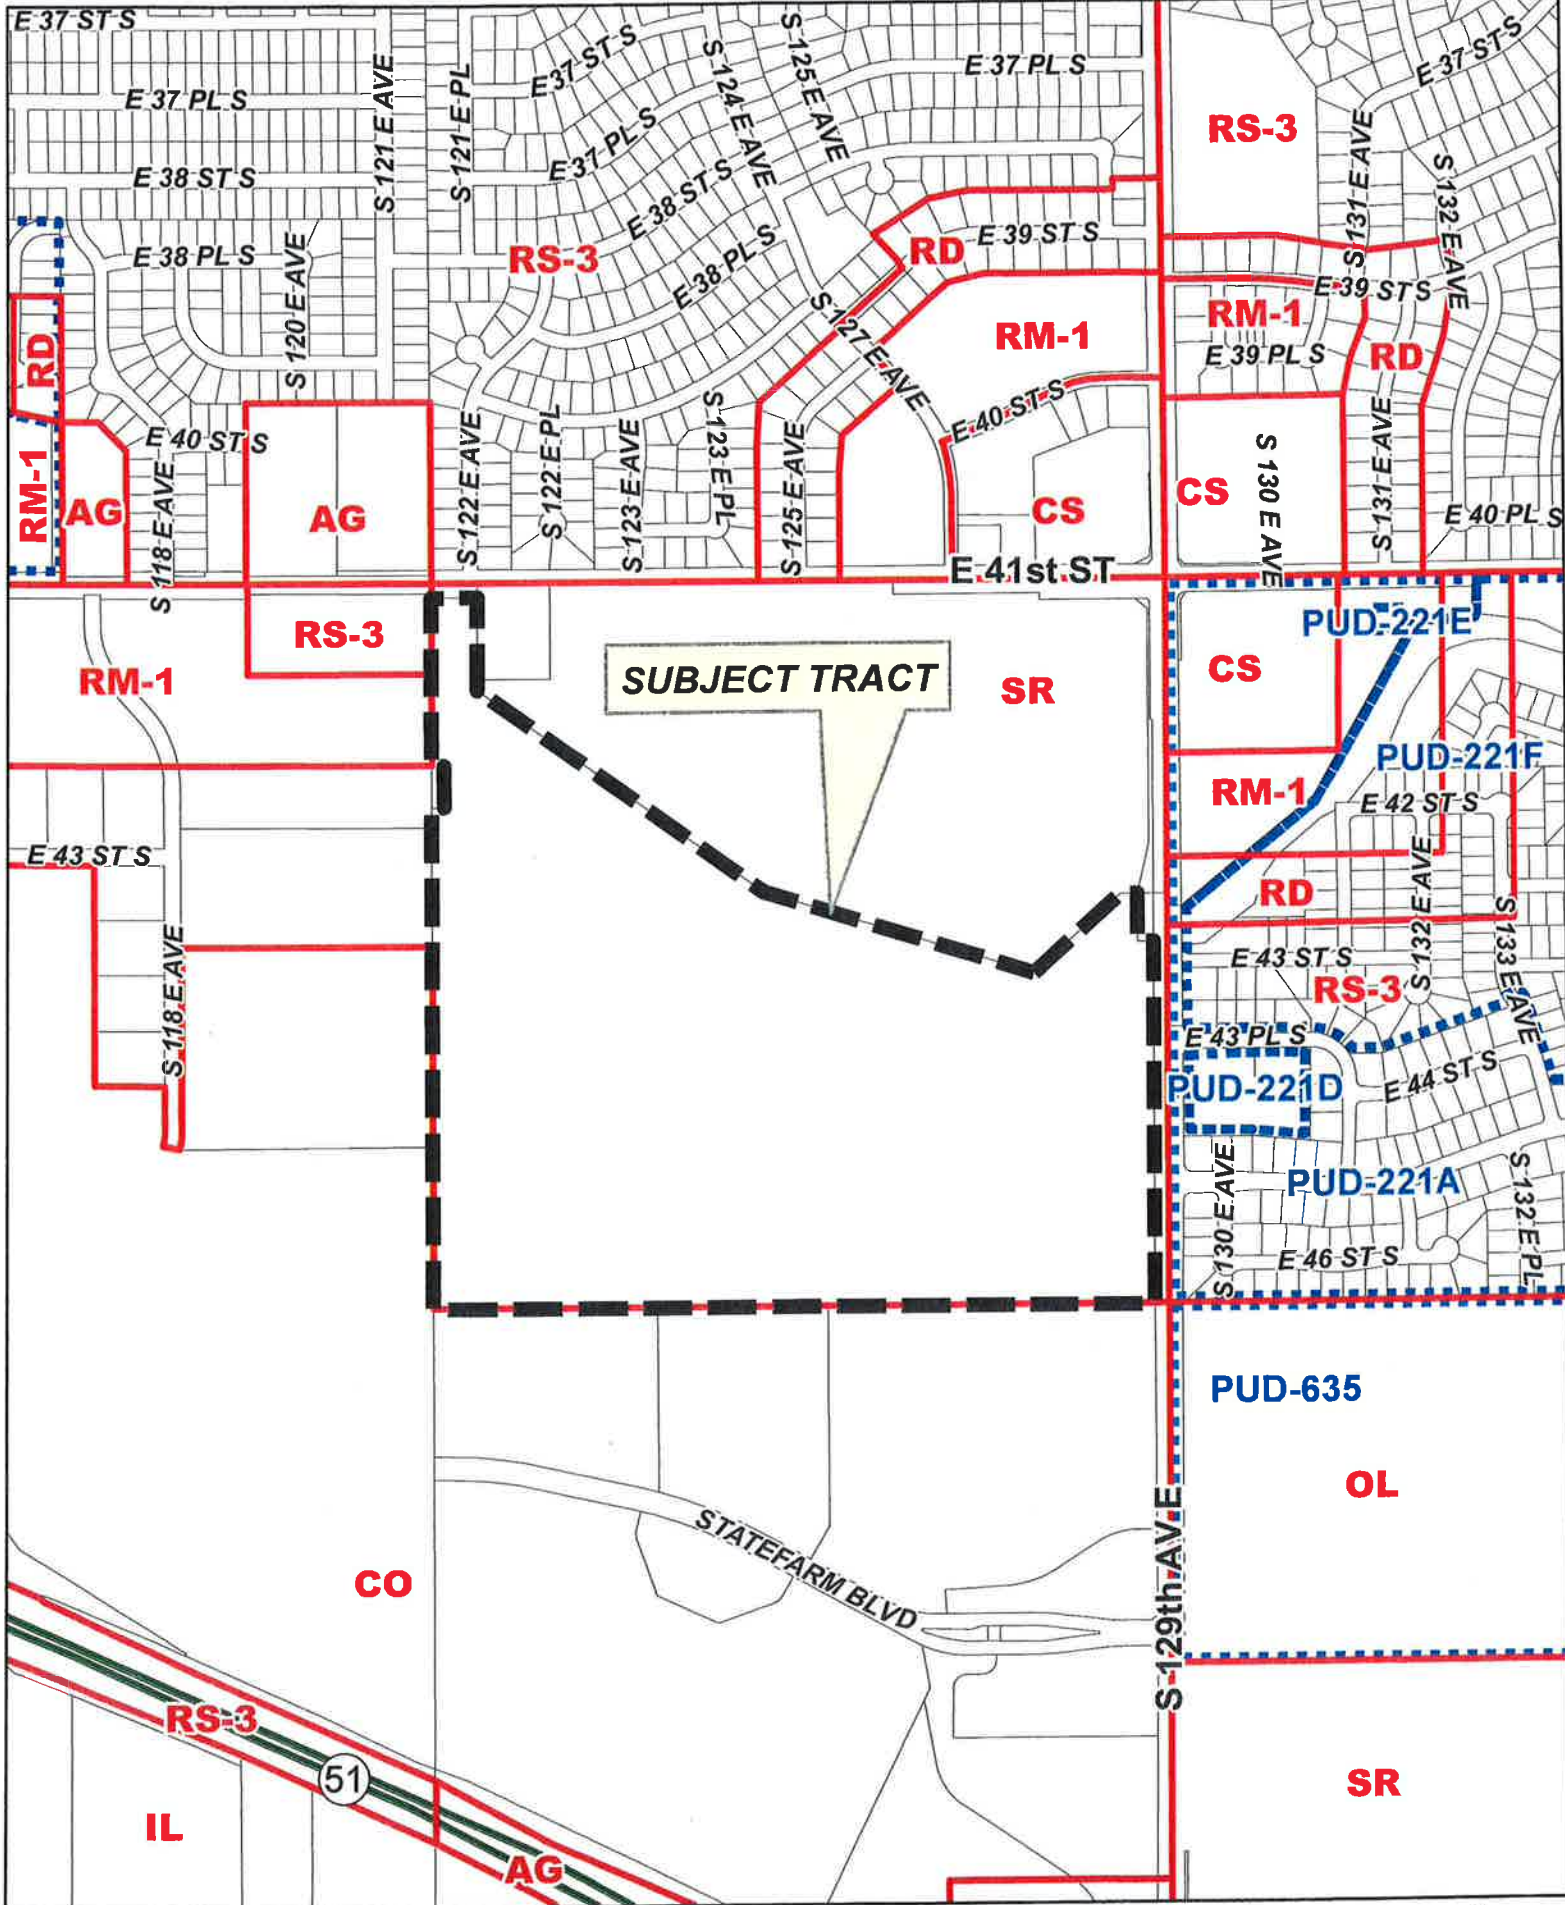 E 37 ST S
E 37 PL S
E 38 ST S
E 38 PL S
S 121 E AVE
S 121 E PL
E 37 ST S
E 37 PL S
E 38 ST S
E 38 PL S
S 124 E AVE
S 125 E AVE
E 37 PL S
RS-3
E 37 ST S
S 131 E AVE
S 132 E AVE
S 120 E AVE
RS-3
RD
E 39 ST S
RM-1
S 127 E AVE
E 40 ST S
RM-1
E 39 ST S
E 39 PL S
RD
RD
RM-1
AG
E 40 ST S
S 118 E AVE
AG
S 122 E AVE
S 122 E PL
S 123 E AVE
S 123 E PL
S 125 E AVE
CS
CS
S 130 E AVE
S 131 E AVE
E 40 PL S
E 41st ST
RM-1
RS-3
SUBJECT TRACT
SR
CS
PUD-221E
PUD-221F
RM-1
E 42 ST S
E 43 ST S
S 118 E AVE
RD
S 132 E AVE
S 133 E AVE
E 43 ST S
RS-3
E 43 PL S
PUD-221D
E 44 ST S
S 130 E AVE
PUD-221A
S 132 E PL
E 46 ST S
PUD-635
OL
S 129th AV E
STATEFARM BLVD
CO
RS-3
51
IL
AG
SR